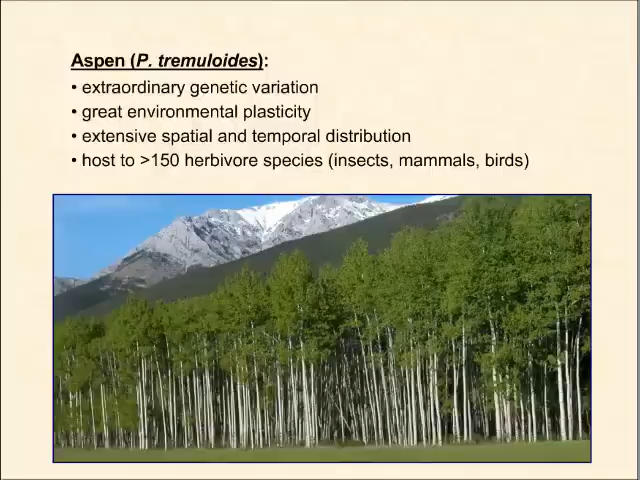 Aspen (P. tremuloides):
• extraordinary genetic variation
• great environmental plasticity
• extensive spatial and temporal distribution
• host to >150 herbivore species (insects, mammals, birds)